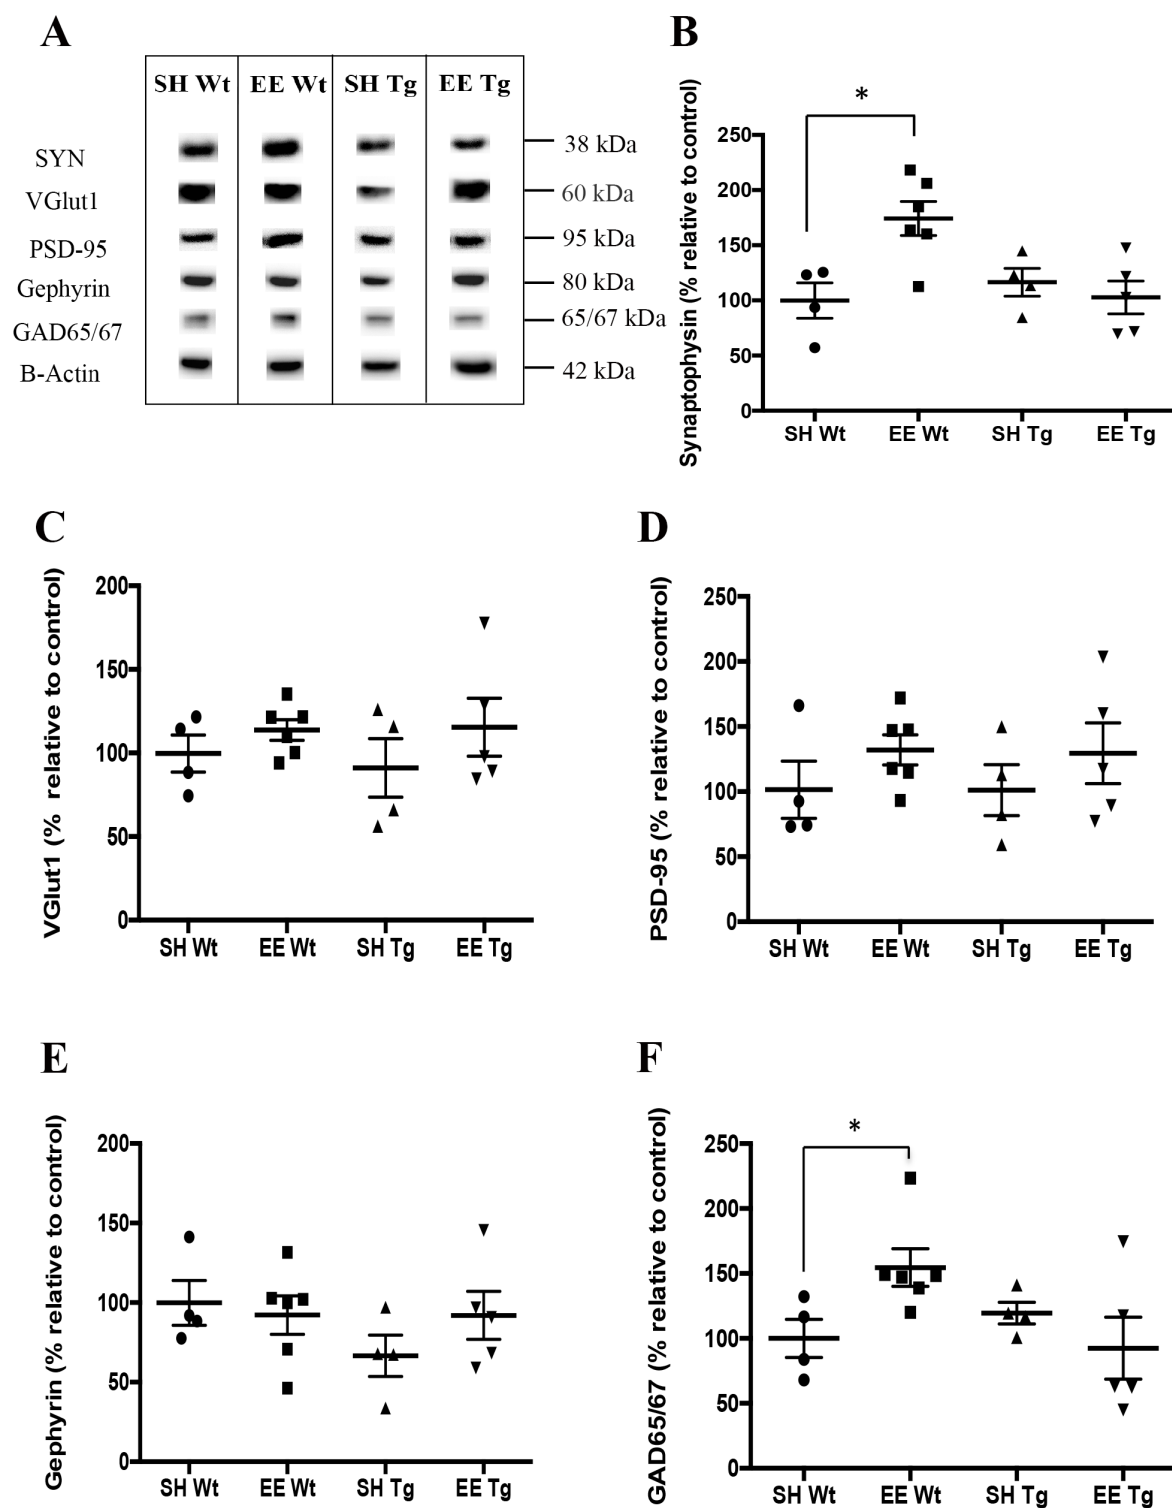 A
SH Wt EE Wt SH Tg EE Tg
SYN 38 kDa
VGlut1 60 kDa
PSD-95 95 kDa
Gephyrin 80 kDa
GAD65/67 65/67 kDa
B-Actin 42 kDa
B
*
Synaptophysin (% relative to control)
250
200
150
100
50
0
SH Wt EE Wt SH Tg EE Tg
C
VGlut1 (% relative to control)
200
150
100
50
0
SH Wt EE Wt SH Tg EE Tg
D
PSD-95 (% relative to control)
250
200
150
100
50
0
SH Wt EE Wt SH Tg EE Tg
E
Gephyrin (% relative to control)
200
150
100
50
0
SH Wt EE Wt SH Tg EE Tg
F
*
GAD65/67 (% relative to control)
250
200
150
100
50
0
SH Wt EE Wt SH Tg EE Tg